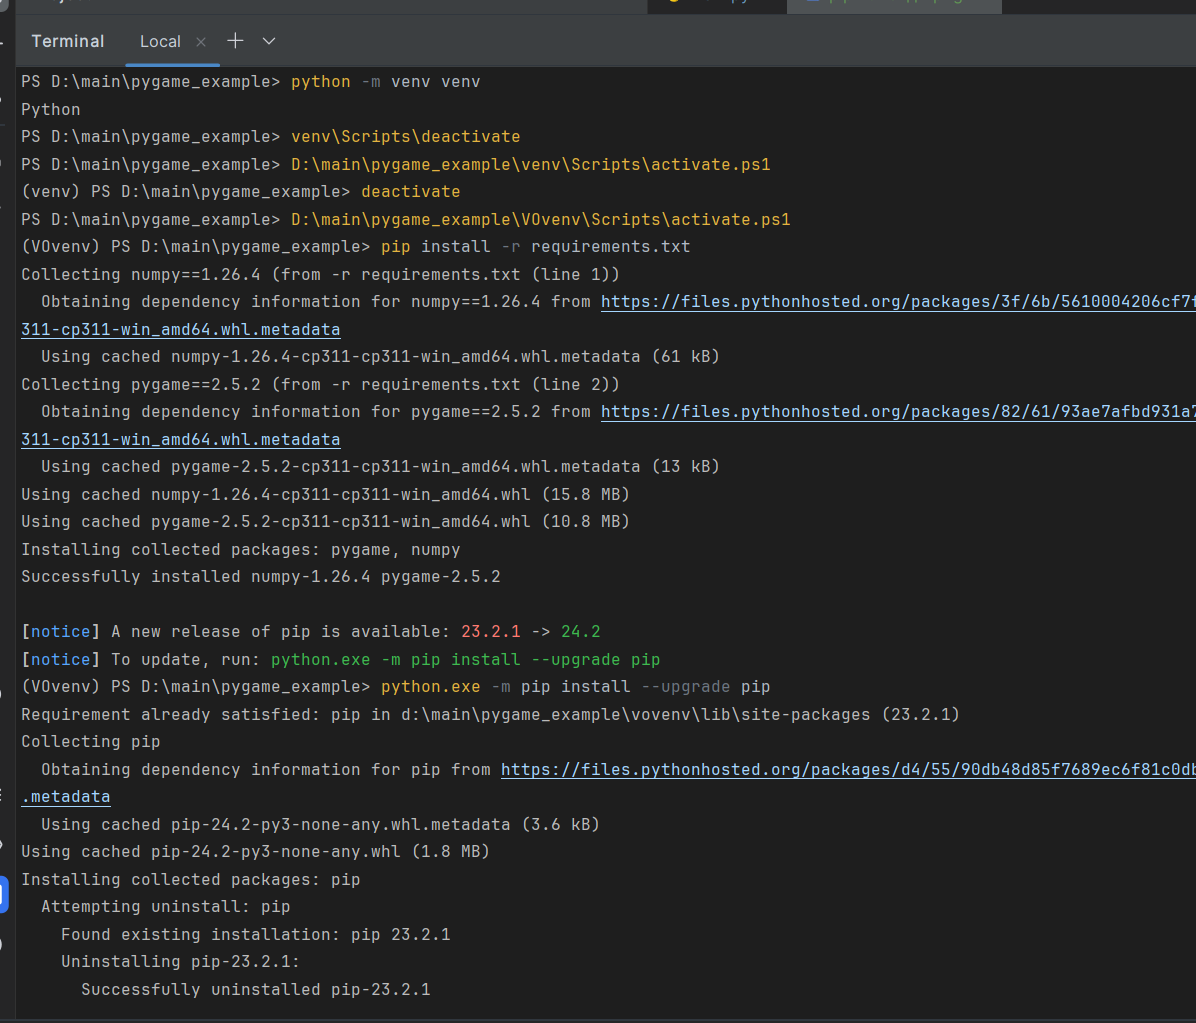 Terminal Local
PS D:\main\pygame_example> python -m venv venv
Python
PS D:\main\pygame_example> venv\Scripts\deactivate
PS D:\main\pygame_example> D:\main\pygame_example\venv\Scripts\activate.ps1
(venv) PS D:\main\pygame_example> deactivate
PS D:\main\pygame_example> D:\main\pygame_example\VOvenv\Scripts\activate.ps1
(VOvenv) PS D:\main\pygame_example> pip install -r requirements.txt
Collecting numpy==1.26.4 (from -r requirements.txt (line 1))
  Obtaining dependency information for numpy==1.26.4 from https://files.pythonhosted.org/packages/3f/6b/5610004206cf7f
311-cp311-win_amd64.whl.metadata
  Using cached numpy-1.26.4-cp311-cp311-win_amd64.whl.metadata (61 kB)
Collecting pygame==2.5.2 (from -r requirements.txt (line 2))
  Obtaining dependency information for pygame==2.5.2 from https://files.pythonhosted.org/packages/82/61/93ae7afbd931a7
311-cp311-win_amd64.whl.metadata
  Using cached pygame-2.5.2-cp311-cp311-win_amd64.whl.metadata (13 kB)
Using cached numpy-1.26.4-cp311-cp311-win_amd64.whl (15.8 MB)
Using cached pygame-2.5.2-cp311-cp311-win_amd64.whl (10.8 MB)
Installing collected packages: pygame, numpy
Successfully installed numpy-1.26.4 pygame-2.5.2
[notice] A new release of pip is available: 23.2.1 -> 24.2
[notice] To update, run: python.exe -m pip install --upgrade pip
(VOvenv) PS D:\main\pygame_example> python.exe -m pip install --upgrade pip
Requirement already satisfied: pip in d:\main\pygame_example\vovenv\lib\site-packages (23.2.1)
Collecting pip
  Obtaining dependency information for pip from https://files.pythonhosted.org/packages/d4/55/90db48d85f7689ec6f81c0db
.metadata
  Using cached pip-24.2-py3-none-any.whl.metadata (3.6 kB)
Using cached pip-24.2-py3-none-any.whl (1.8 MB)
Installing collected packages: pip
  Attempting uninstall: pip
    Found existing installation: pip 23.2.1
    Uninstalling pip-23.2.1:
      Successfully uninstalled pip-23.2.1